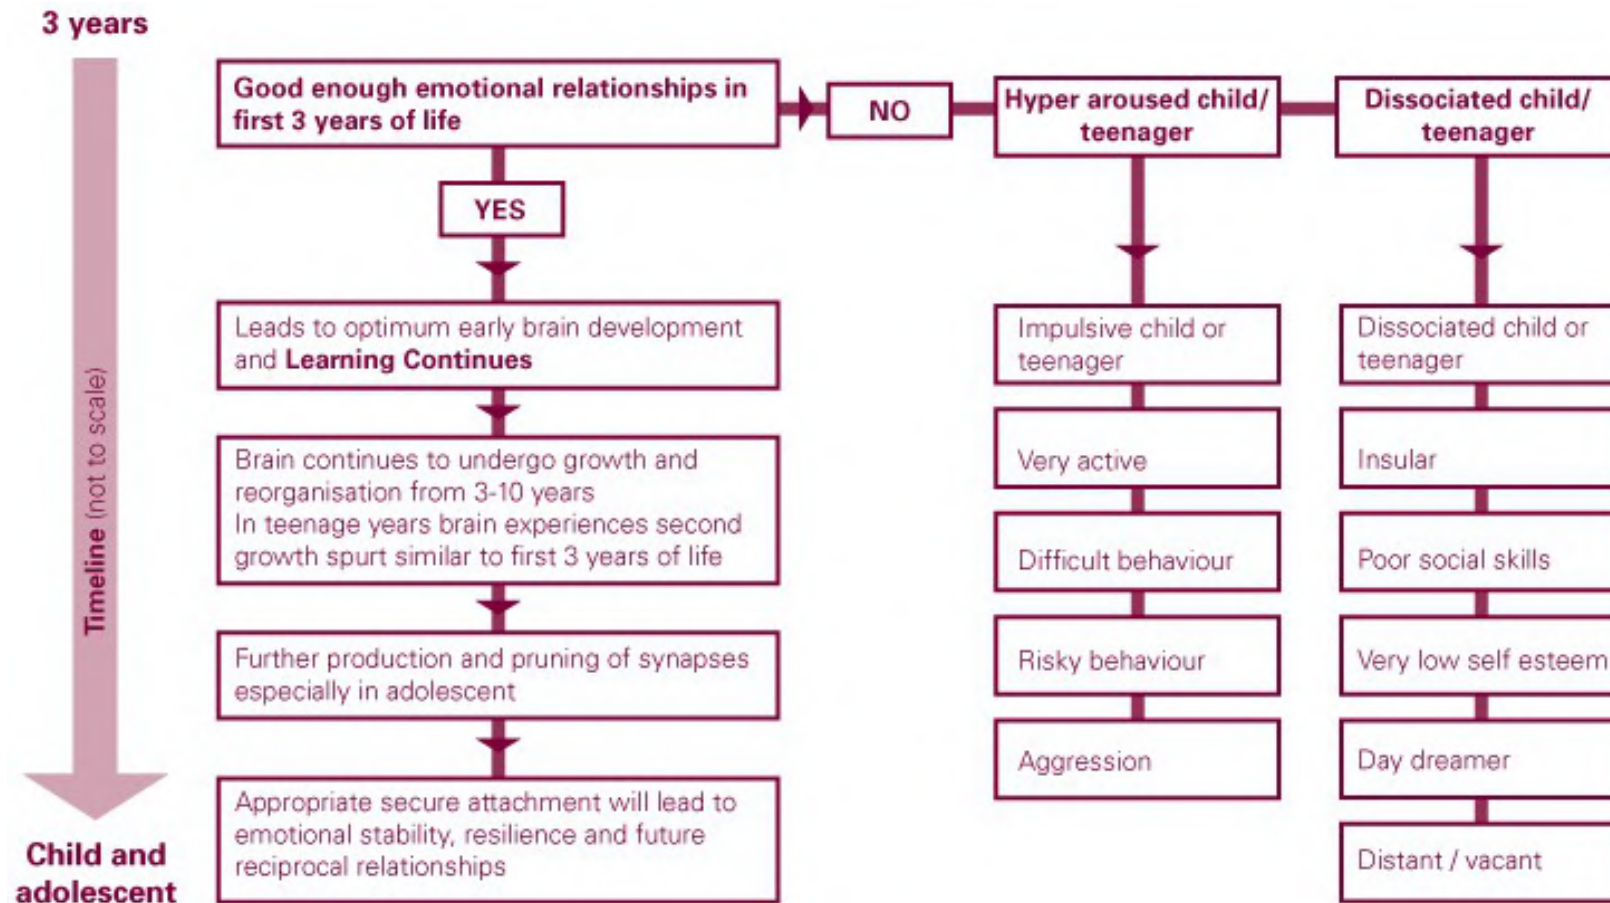 3 years
Good enough emotional relationships in
first 3 years of life
NO
Hyper aroused child/
teenager
Dissociated child/
teenager
YES
Leads to optimum early brain development
and Learning Continues
Brain continues to undergo growth and
reorganisation from 3-10 years
In teenage years brain experiences second
growth spurt similar to first 3 years of life
Further production and pruning of synapses
especially in adolescent
Appropriate secure attachment will lead to
emotional stability, resilience and future
reciprocal relationships
Impulsive child or
teenager
Very active
Difficult behaviour
Risky behaviour
Aggression
Dissociated child or
teenager
Insular
Poor social skills
Very low self esteem
Day dreamer
Distant / vacant
Timeline (not to scale)
Child and
adolescent